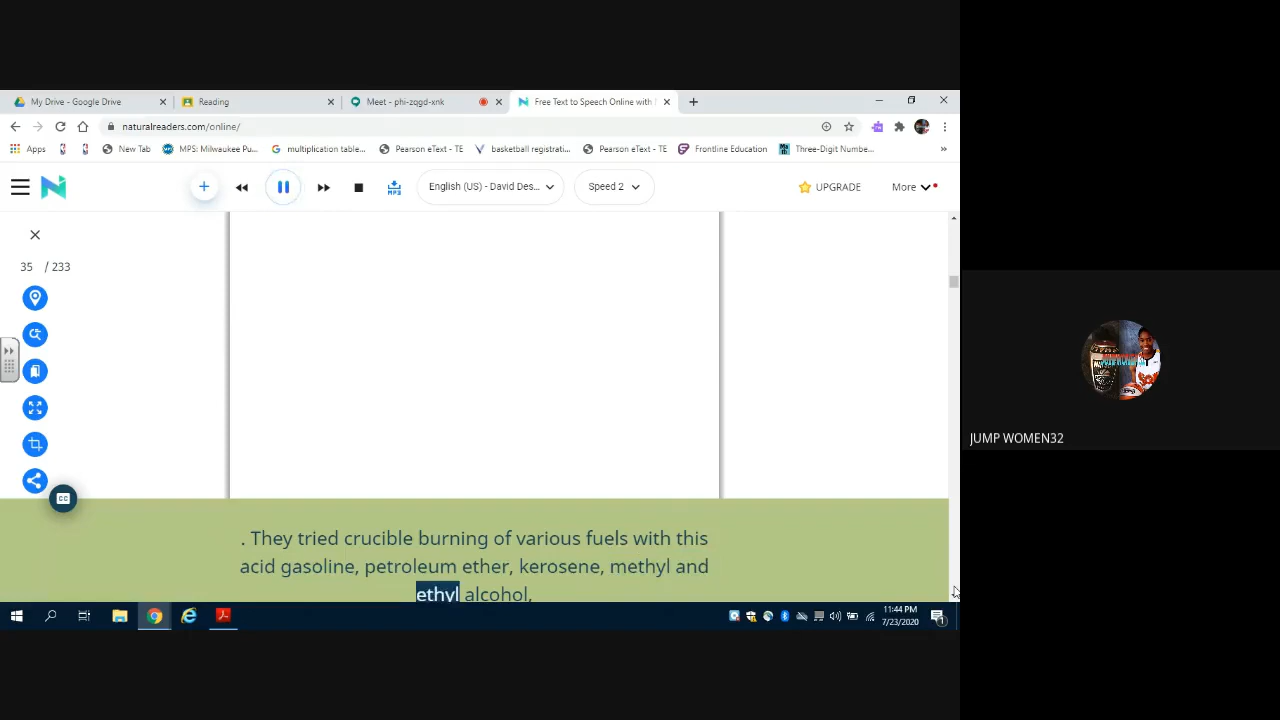 My Drive - Google Drive
Reading
Meet - phi-zqgd-xnk
Free Text to Speech Online with
naturalreaders.com/online/
Apps
New Tab
MPS: Milwaukee Pu...
multiplication table...
Pearson eText - TE
basketball registrati...
Pearson eText - TE
Frontline Education
Three-Digit Numbe...
English (US) - David Des...
Speed 2
UPGRADE
More
MP3
35 / 233
CC
. They tried crucible burning of various fuels with this
acid gasoline, petroleum ether, kerosene, methyl and
ethyl alcohol,
JUMP WOMEN32
11:44 PM
7/23/2020
1